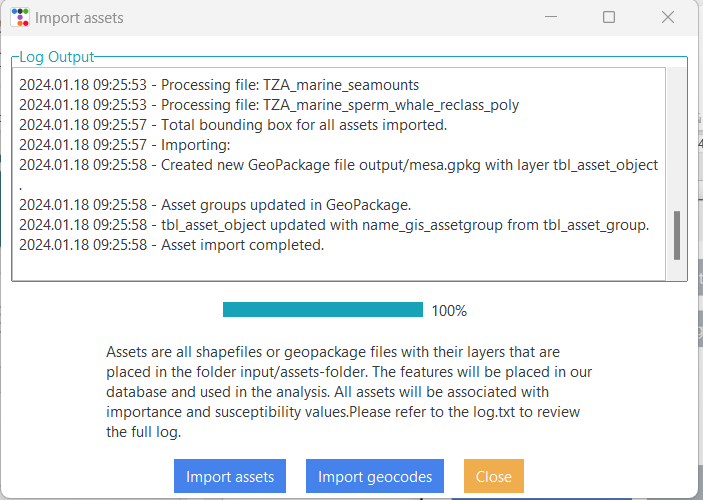 Import assets
Log Output
2024.01.18 09:25:53 - Processing file: TZA_marine_seamounts
2024.01.18 09:25:53 - Processing file: TZA_marine_sperm_whale_reclass_poly
2024.01.18 09:25:57 - Total bounding box for all assets imported.
2024.01.18 09:25:57 - Importing:
2024.01.18 09:25:58 - Created new GeoPackage file output/mesa.gpkg with layer tbl_asset_object
.
2024.01.18 09:25:58 - Asset groups updated in GeoPackage.
2024.01.18 09:25:58 - tbl_asset_object updated with name_gis_assetgroup from tbl_asset_group.
2024.01.18 09:25:58 - Asset import completed.
100%
Assets are all shapefiles or geopackage files with their layers that are
placed in the folder input/assets-folder. The features will be placed in our
database and used in the analysis. All assets will be associated with
importance and susceptibility values.Please refer to the log.txt to review
the full log.
Import assets Import geocodes Close